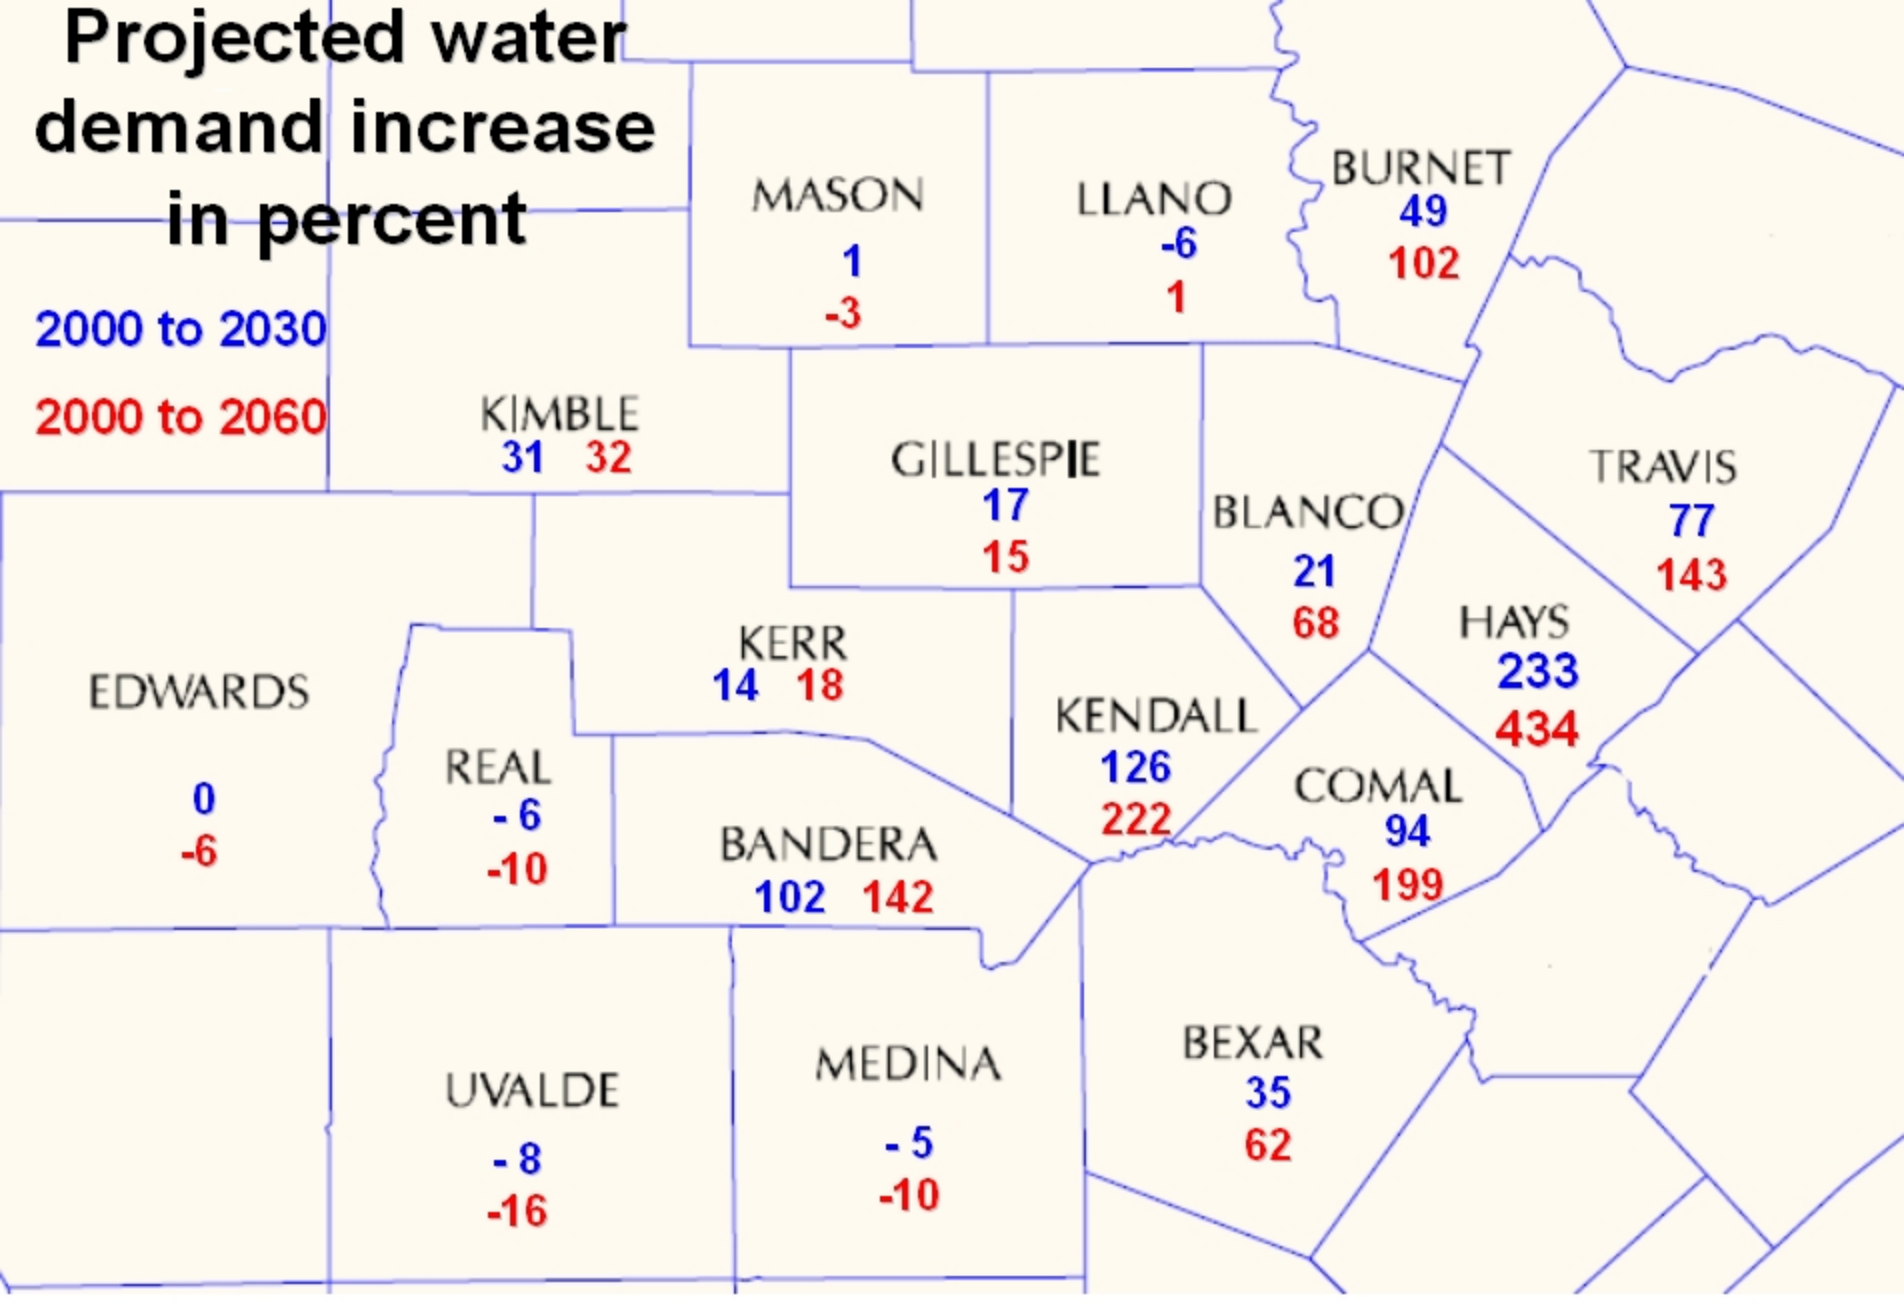 Projected water
demand increase
in percent
2000 to 2030
2000 to 2060
MASON
1
-3
LLANO
-6
1
BURNET
49
102
KIMBLE
31 32
GILLESPIE
17
15
BLANCO
21
68
TRAVIS
77
143
HAYS
233
434
EDWARDS
0
-6
REAL
- 6
-10
KERR
14 18
KENDALL
126
222
COMAL
94
199
BANDERA
102 142
UVALDE
- 8
-16
MEDINA
- 5
-10
BEXAR
35
62